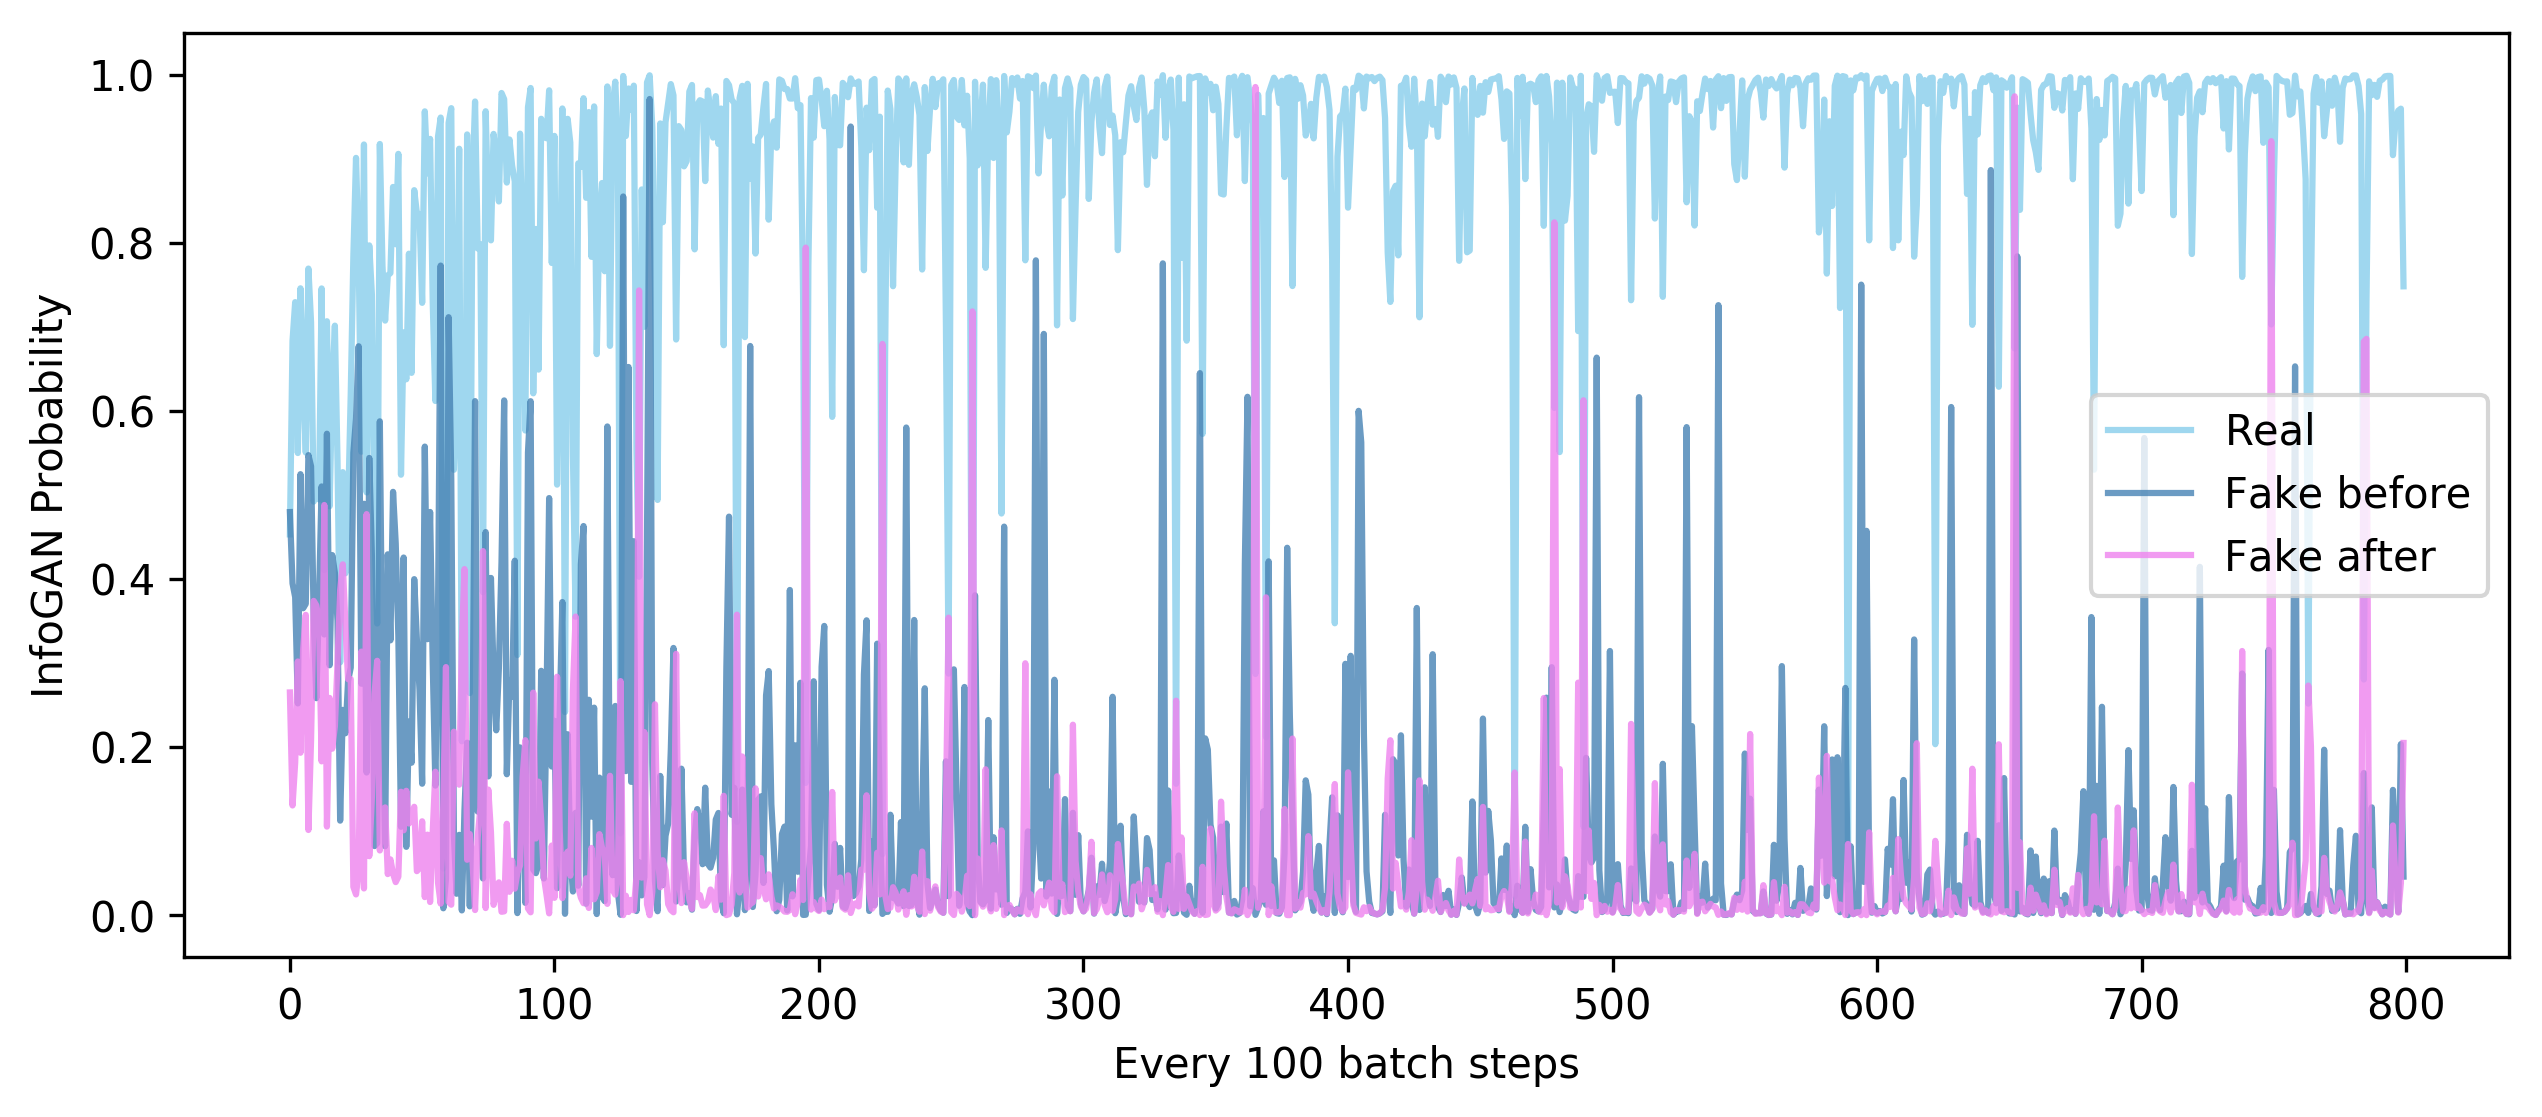 1.0
0.8
0.6
0.4
0.2
0.0
InfoGAN Probability
Real
Fake before
Fake after
0 100 200 300 400 500 600 700 800
Every 100 batch steps